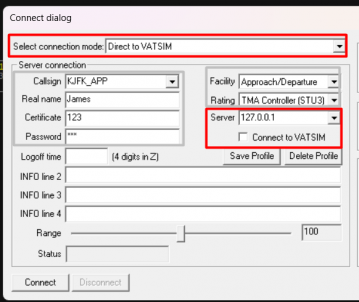 Connect dialog
Select connection mode: Direct to VATSIM
Server connection
Callsign KJFK_APP Facility Approach/Departure
Real name James Rating TMA Controller (STU3)
Certificate 123 Server 127.0.0.1
Password *** Connect to VATSIM
Logoff time (4 digits in Z) Save Profile Delete Profile
INFO line 2
INFO line 3
INFO line 4
Range 100
Status
Connect Disconnect